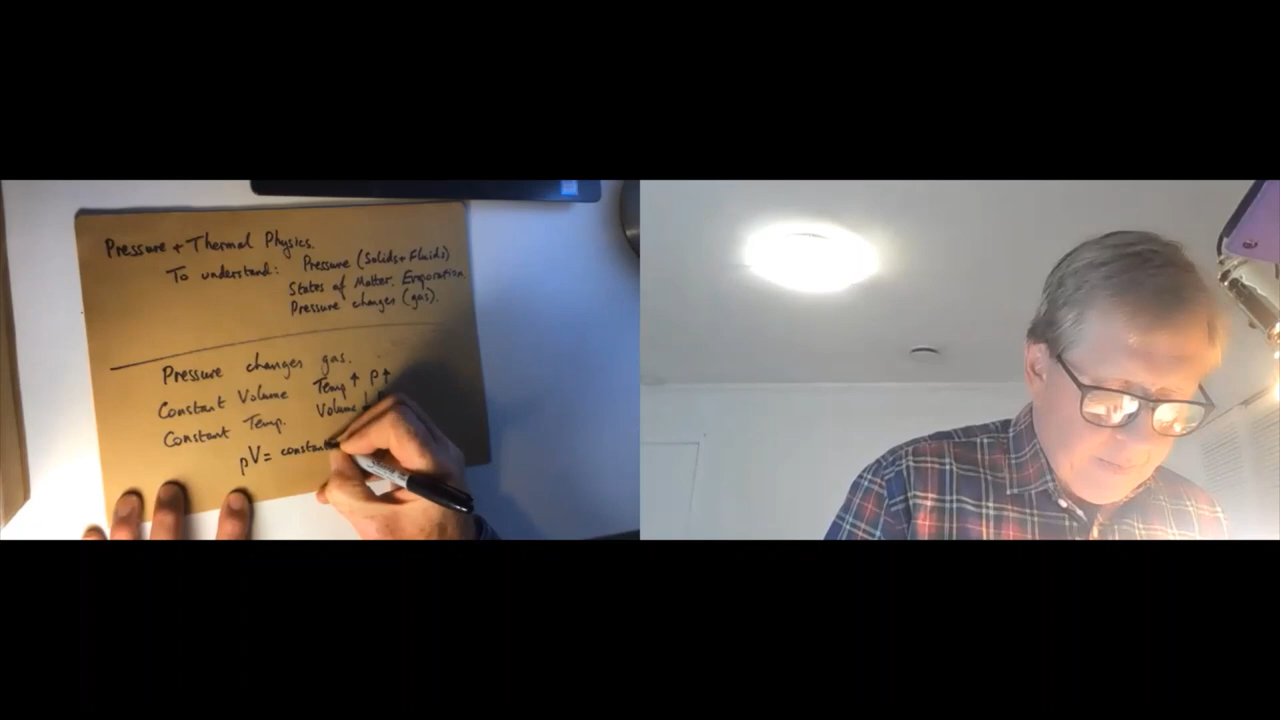 Pressure + Thermal Physics.
To understand: Pressure (Solids + Fluids)
States of Matter. Evaporation.
Pressure changes (gas).
Pressure changes gas.
Constant Volume Temp ↑ p ↑
Constant Temp. Volume ↓
pV = constant